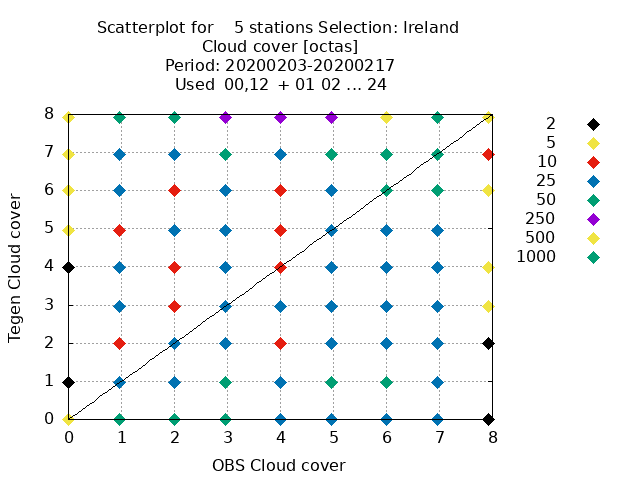 Scatterplot for    5 stations Selection: Ireland
Cloud cover [octas]
Period: 20200203-20200217
Used  00,12  + 01 02 ... 24
8
7
6
5
4
3
2
1
0
Tegen Cloud cover
0 1 2 3 4 5 6 7 8
OBS Cloud cover
2
5
10
25
50
250
500
1000